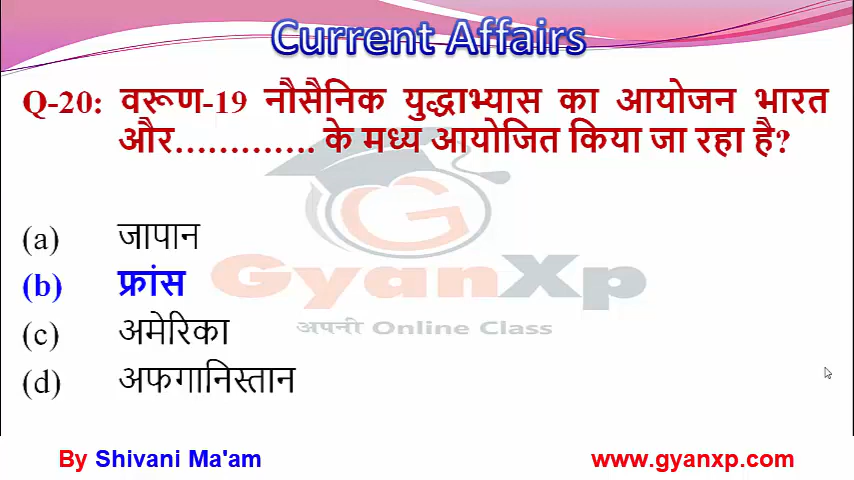 Current Affairs
Q-20: वरूण-19 नौसैनिक युद्धाभ्यास का आयोजन भारत
और............. के मध्य आयोजित किया जा रहा है?
(a) जापान
(b) फ्रांस
(c) अमेरिका
(d) अफगानिस्तान
GyanXp
अपनी Online Class
By Shivani Ma'am www.gyanxp.com